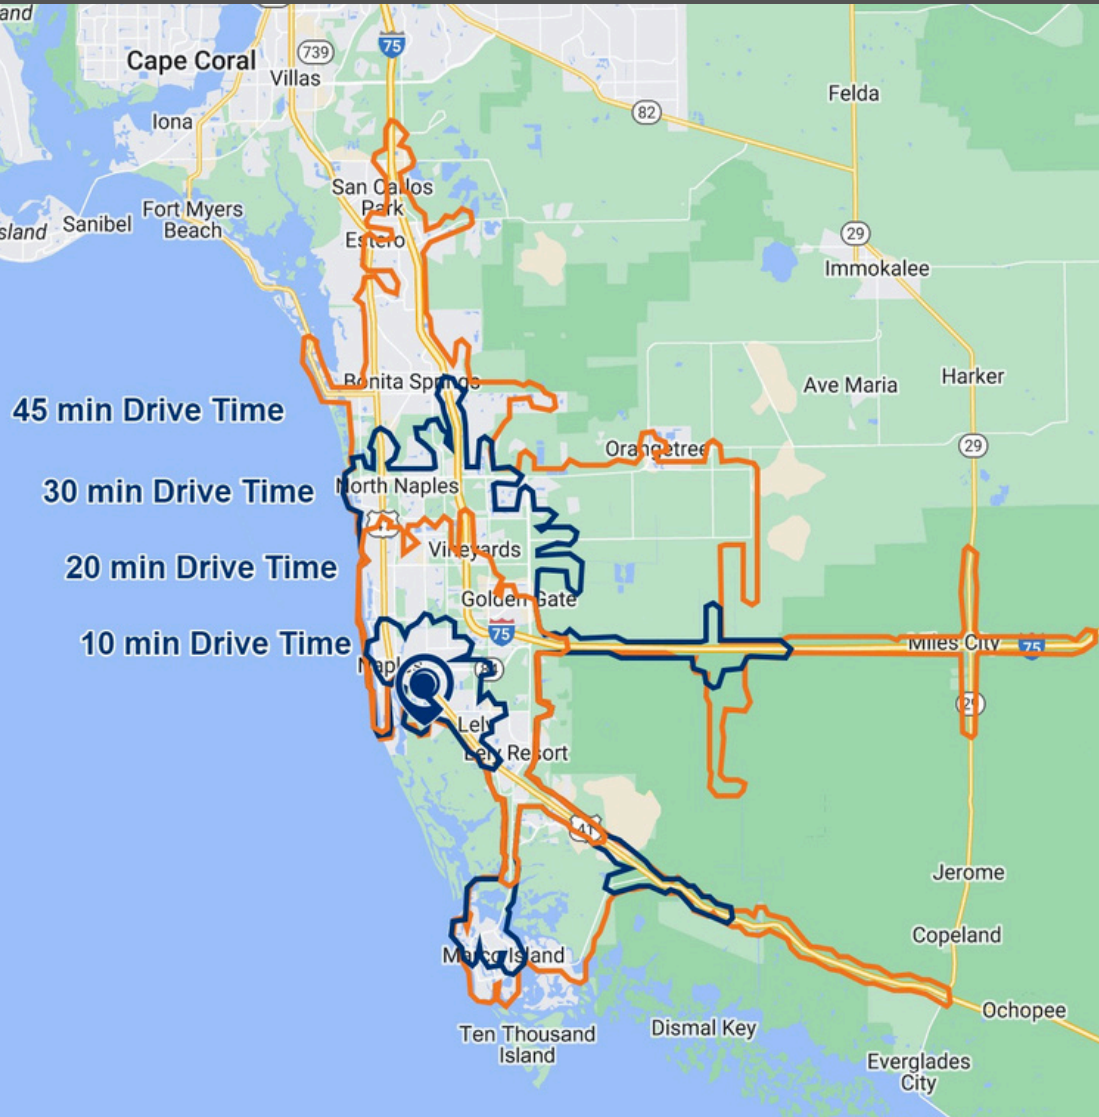 and
Cape Coral
75
739
Villas
82
Felda
Iona
San Carlos
Park
Fort Myers
Beach
Sanibel
sland
Estero
29
Immokalee
Bonita Springs
Ave Maria
Harker
45 min Drive Time
Orangetree
29
30 min Drive Time
North Naples
Vineyards
20 min Drive Time
Golden Gate
75
10 min Drive Time
Miles City
75
Naples
84
29
Lely
Lely Resort
41
Jerome
Copeland
Marco Island
Ochopee
Ten Thousand
Island
Dismal Key
Everglades
City